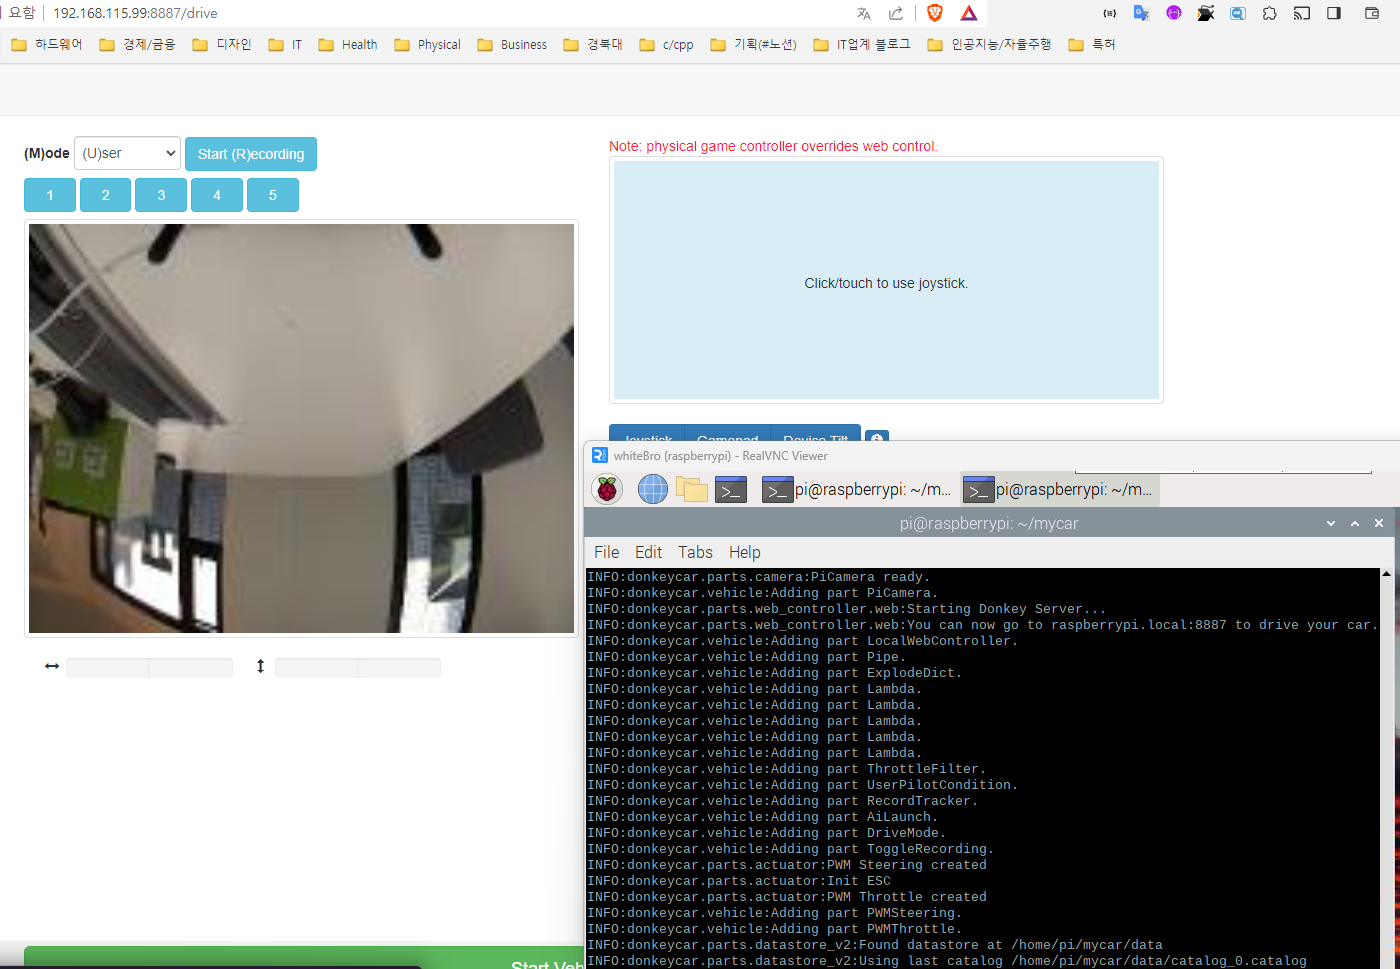 요함 192.168.115.99:8887/drive
하드웨어 경제/금융 디자인 IT Health Physical Business 경북대 c/cpp 기획(#노션) IT업계 블로그 인공지능/자율주행 특허
(M)ode (U)ser Start (R)ecording
1 2 3 4 5
Note: physical game controller overrides web control.
Click/touch to use joystick.
Joystick Gamepad Device Tilt
whiteBro (raspberrypi) - RealVNC Viewer
pi@raspberrypi: ~/m... pi@raspberrypi: ~/m...
pi@raspberrypi: ~/mycar
File Edit Tabs Help
INFO:donkeycar.parts.camera:PiCamera ready.
INFO:donkeycar.vehicle:Adding part PiCamera.
INFO:donkeycar.parts.web_controller.web:Starting Donkey Server...
INFO:donkeycar.parts.web_controller.web:You can now go to raspberrypi.local:8887 to drive your car.
INFO:donkeycar.vehicle:Adding part LocalWebController.
INFO:donkeycar.vehicle:Adding part Pipe.
INFO:donkeycar.vehicle:Adding part ExplodeDict.
INFO:donkeycar.vehicle:Adding part Lambda.
INFO:donkeycar.vehicle:Adding part Lambda.
INFO:donkeycar.vehicle:Adding part Lambda.
INFO:donkeycar.vehicle:Adding part Lambda.
INFO:donkeycar.vehicle:Adding part Lambda.
INFO:donkeycar.vehicle:Adding part ThrottleFilter.
INFO:donkeycar.vehicle:Adding part UserPilotCondition.
INFO:donkeycar.vehicle:Adding part RecordTracker.
INFO:donkeycar.vehicle:Adding part AiLaunch.
INFO:donkeycar.vehicle:Adding part DriveMode.
INFO:donkeycar.vehicle:Adding part ToggleRecording.
INFO:donkeycar.parts.actuator:PWM Steering created
INFO:donkeycar.parts.actuator:Init ESC
INFO:donkeycar.parts.actuator:PWM Throttle created
INFO:donkeycar.vehicle:Adding part PWMSteering.
INFO:donkeycar.vehicle:Adding part PWMThrottle.
INFO:donkeycar.parts.datastore_v2:Found datastore at /home/pi/mycar/data
INFO:donkeycar.parts.datastore_v2:Using last catalog /home/pi/mycar/data/catalog_0.catalog
Start Veh